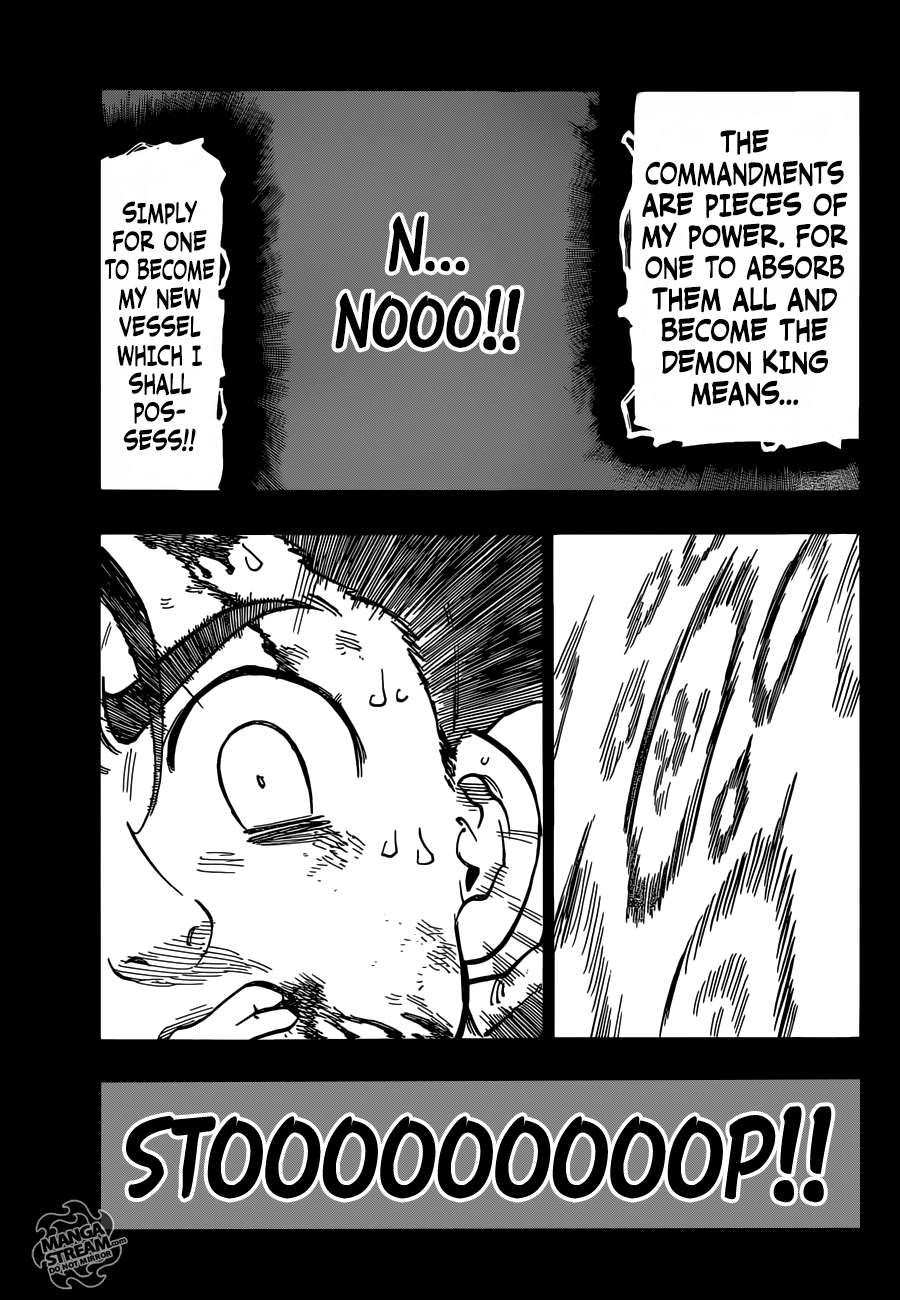 THE
COMMANDMENTS
ARE PIECES OF
MY POWER. FOR
ONE TO ABSORB
THEM ALL AND
BECOME THE
DEMON KING
MEANS...
N...
NOOO!!
SIMPLY
FOR ONE
TO BECOME
MY NEW
VESSEL
WHICH I
SHALL
POS-
SESS!!
STOOOOOOOOOOP!!
MANGA
STREAM.com
DO NOT MIRROR